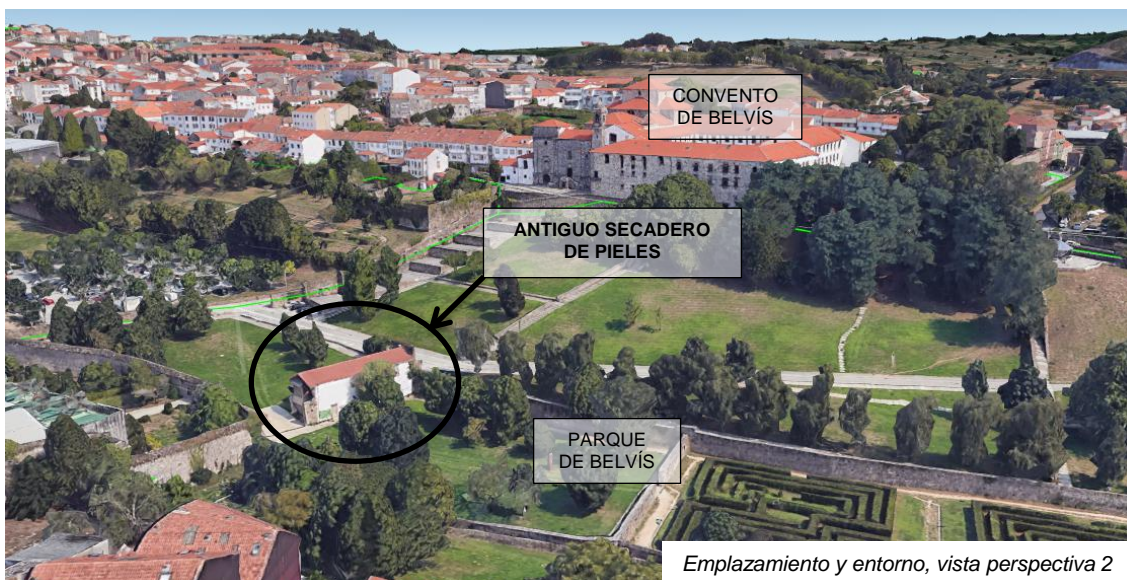 CONVENTO
DE BELVÍS
ANTIGUO SECADERO
DE PIELES
PARQUE
DE BELVÍS
Emplazamiento y entorno, vista perspectiva 2